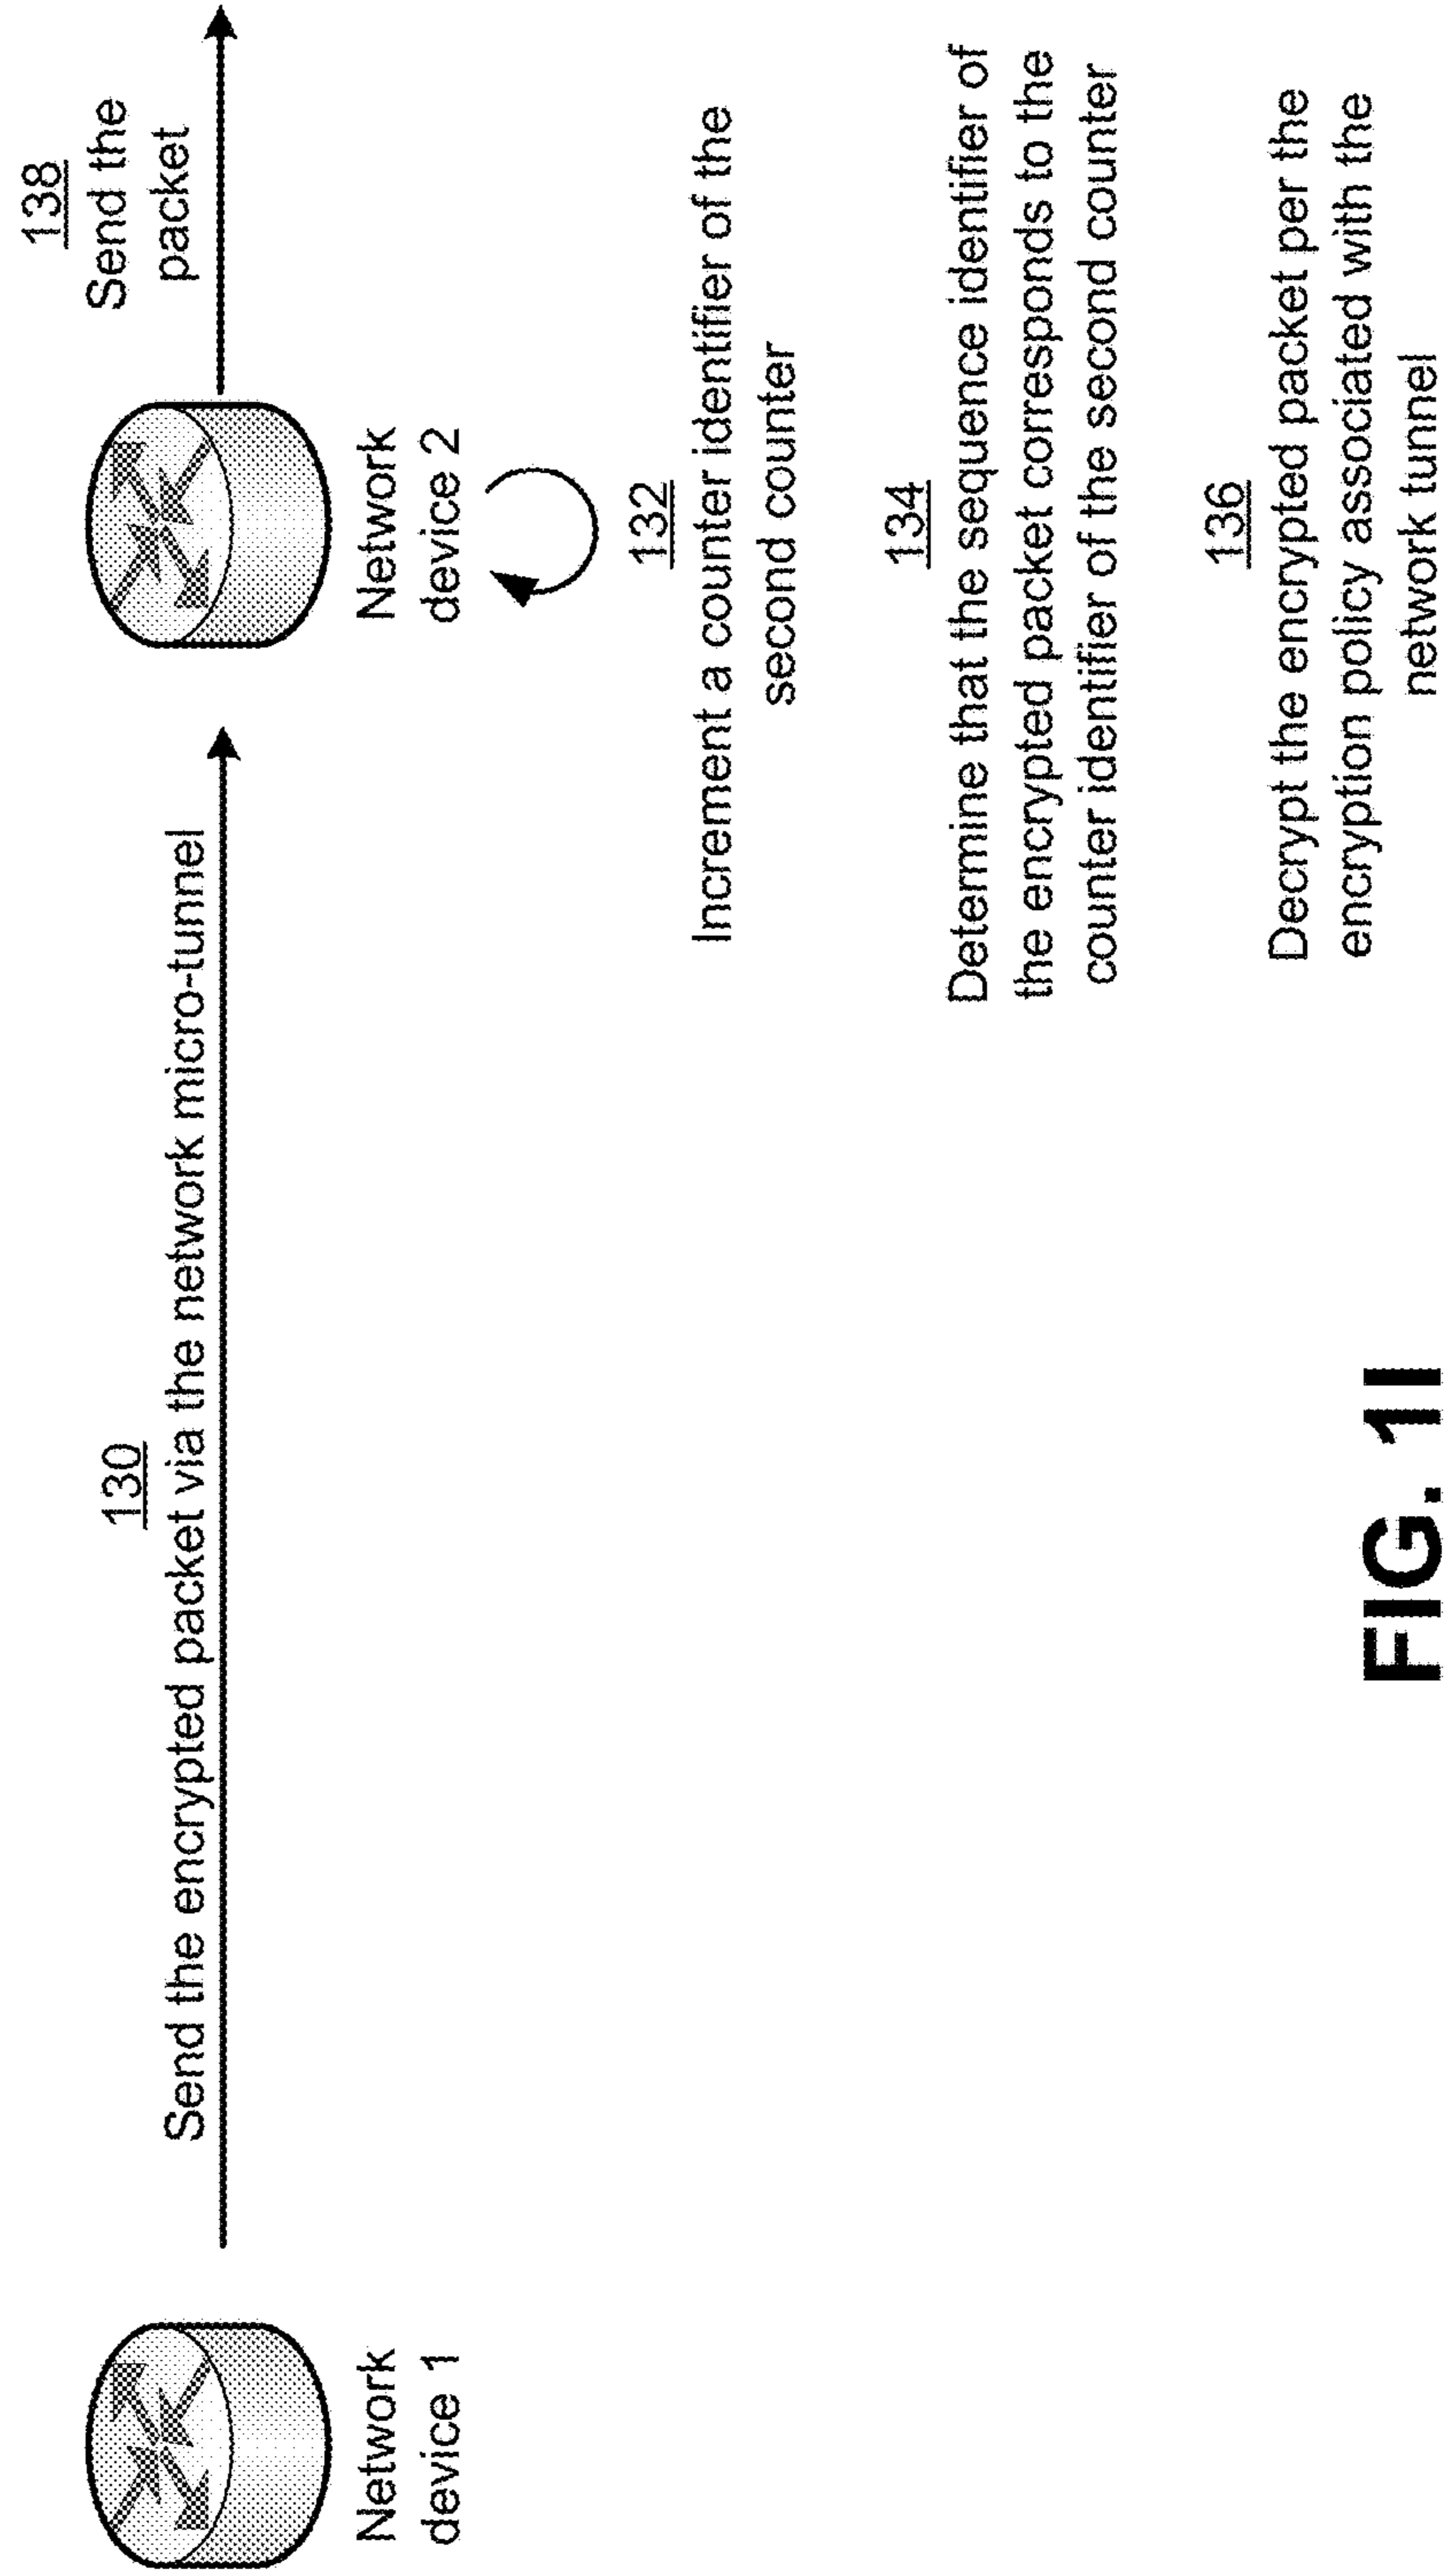 130
Send the encrypted packet via the network micro-tunnel
138
Send the
packet
Network
device 1
Network
device 2
132
Increment a counter identifier of the
second counter
134
Determine that the sequence identifier of
the encrypted packet corresponds to the
counter identifier of the second counter
136
Decrypt the encrypted packet per the
encryption policy associated with the
network tunnel
FIG. 1I